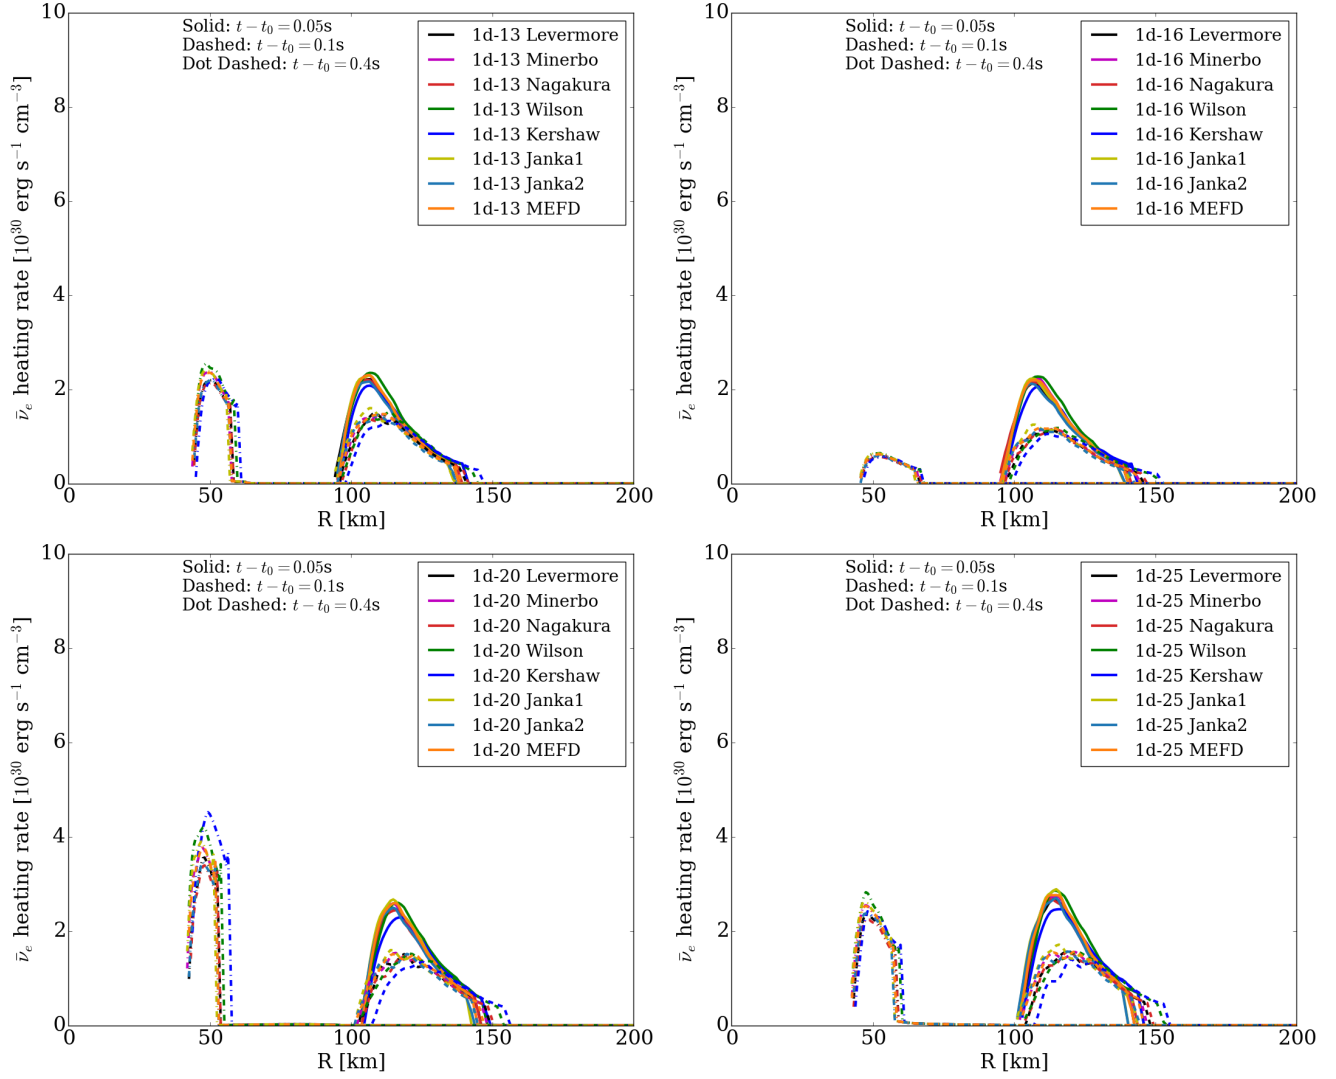 Solid: t − t₀ = 0.05s
Dashed: t − t₀ = 0.1s
Dot Dashed: t − t₀ = 0.4s
1d-13 Levermore
1d-13 Minerbo
1d-13 Nagakura
1d-13 Wilson
1d-13 Kershaw
1d-13 Janka1
1d-13 Janka2
1d-13 MEFD
ν̄ₑ heating rate [10³⁰ erg s⁻¹ cm⁻³]
10
8
6
4
2
0
0 50 100 150 200
R [km]
Solid: t − t₀ = 0.05s
Dashed: t − t₀ = 0.1s
Dot Dashed: t − t₀ = 0.4s
1d-16 Levermore
1d-16 Minerbo
1d-16 Nagakura
1d-16 Wilson
1d-16 Kershaw
1d-16 Janka1
1d-16 Janka2
1d-16 MEFD
ν̄ₑ heating rate [10³⁰ erg s⁻¹ cm⁻³]
10
8
6
4
2
0
0 50 100 150 200
R [km]
Solid: t − t₀ = 0.05s
Dashed: t − t₀ = 0.1s
Dot Dashed: t − t₀ = 0.4s
1d-20 Levermore
1d-20 Minerbo
1d-20 Nagakura
1d-20 Wilson
1d-20 Kershaw
1d-20 Janka1
1d-20 Janka2
1d-20 MEFD
ν̄ₑ heating rate [10³⁰ erg s⁻¹ cm⁻³]
10
8
6
4
2
0
0 50 100 150 200
R [km]
Solid: t − t₀ = 0.05s
Dashed: t − t₀ = 0.1s
Dot Dashed: t − t₀ = 0.4s
1d-25 Levermore
1d-25 Minerbo
1d-25 Nagakura
1d-25 Wilson
1d-25 Kershaw
1d-25 Janka1
1d-25 Janka2
1d-25 MEFD
ν̄ₑ heating rate [10³⁰ erg s⁻¹ cm⁻³]
10
8
6
4
2
0
0 50 100 150 200
R [km]